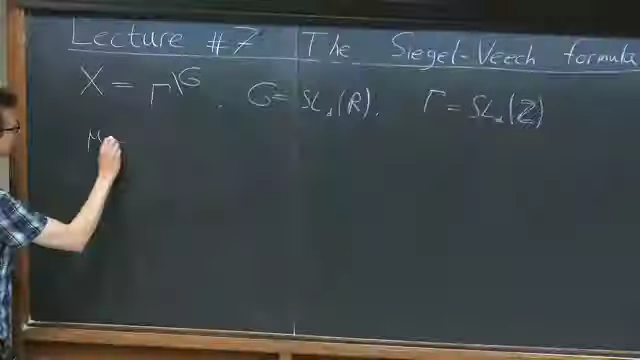 Lecture #7 The Siegel-Veech formula
X = Γ\G . G = SL_d(R). Γ = SL_d(Z)
μ